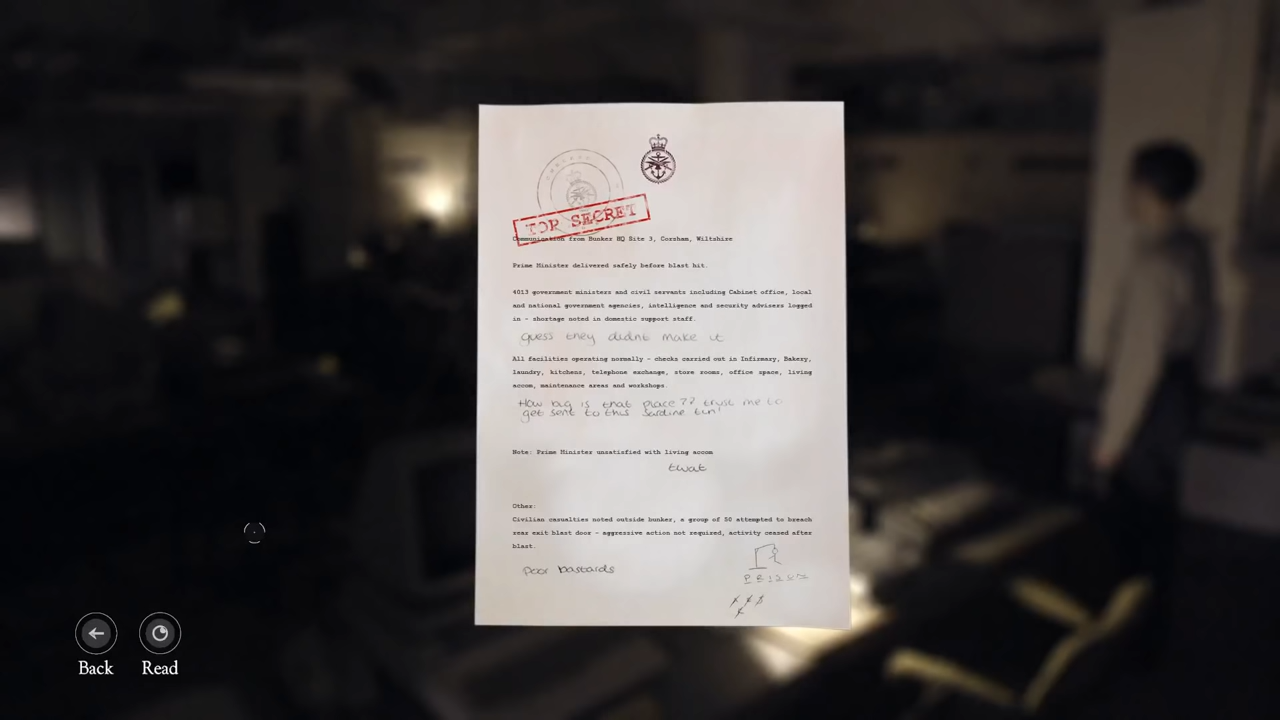 TOP SECRET
Communication from Bunker HQ Site 3, Corsham, Wiltshire
Prime Minister delivered safely before blast hit.
4013 government ministers and civil servants including Cabinet office, local
and national government agencies, intelligence and security advisers logged
in - shortage noted in domestic support staff.
guess they didnt make it
All facilities operating normally - checks carried out in Infirmary, Bakery,
laundry, kitchens, telephone exchange, store rooms, office space, living
accom, maintenance areas and workshops.
How big is that place?? trust me to
get sent to this sardine tin!
Note: Prime Minister unsatisfied with living accom
twat
Other:
Civilian casualties noted outside bunker, a group of 50 attempted to breach
rear exit blast door - aggressive action not required, activity ceased after
blast.
poor bastards
Back
Read